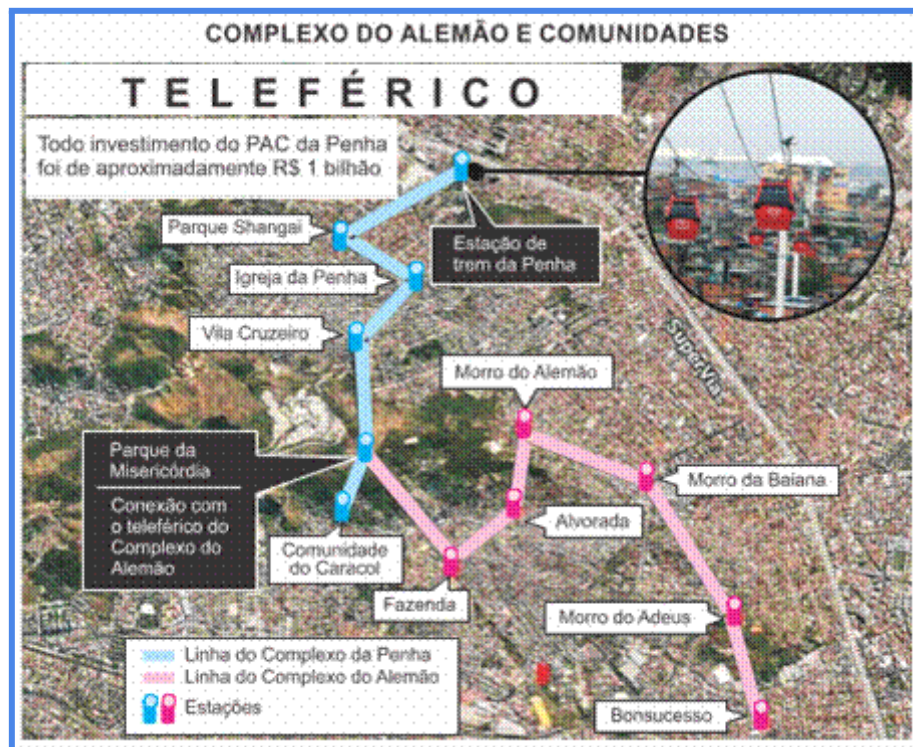 COMPLEXO DO ALEMÃO E COMUNIDADES
TELEFÉRICO
Todo investimento do PAC da Penha
foi de aproximadamente R$ 1 bilhão
Parque Shangai
Estação de
trem da Penha
Igreja da Penha
Vila Cruzeiro
SuperVia
Morro do Alemão
Parque da
Misericórdia
Conexão com
o teleférico do
Complexo do
Alemão
Morro da Baiana
Alvorada
Comunidade
do Caracol
Fazenda
Morro do Adeus
Linha do Complexo da Penha
Linha do Complexo do Alemão
Estações
Bonsucesso